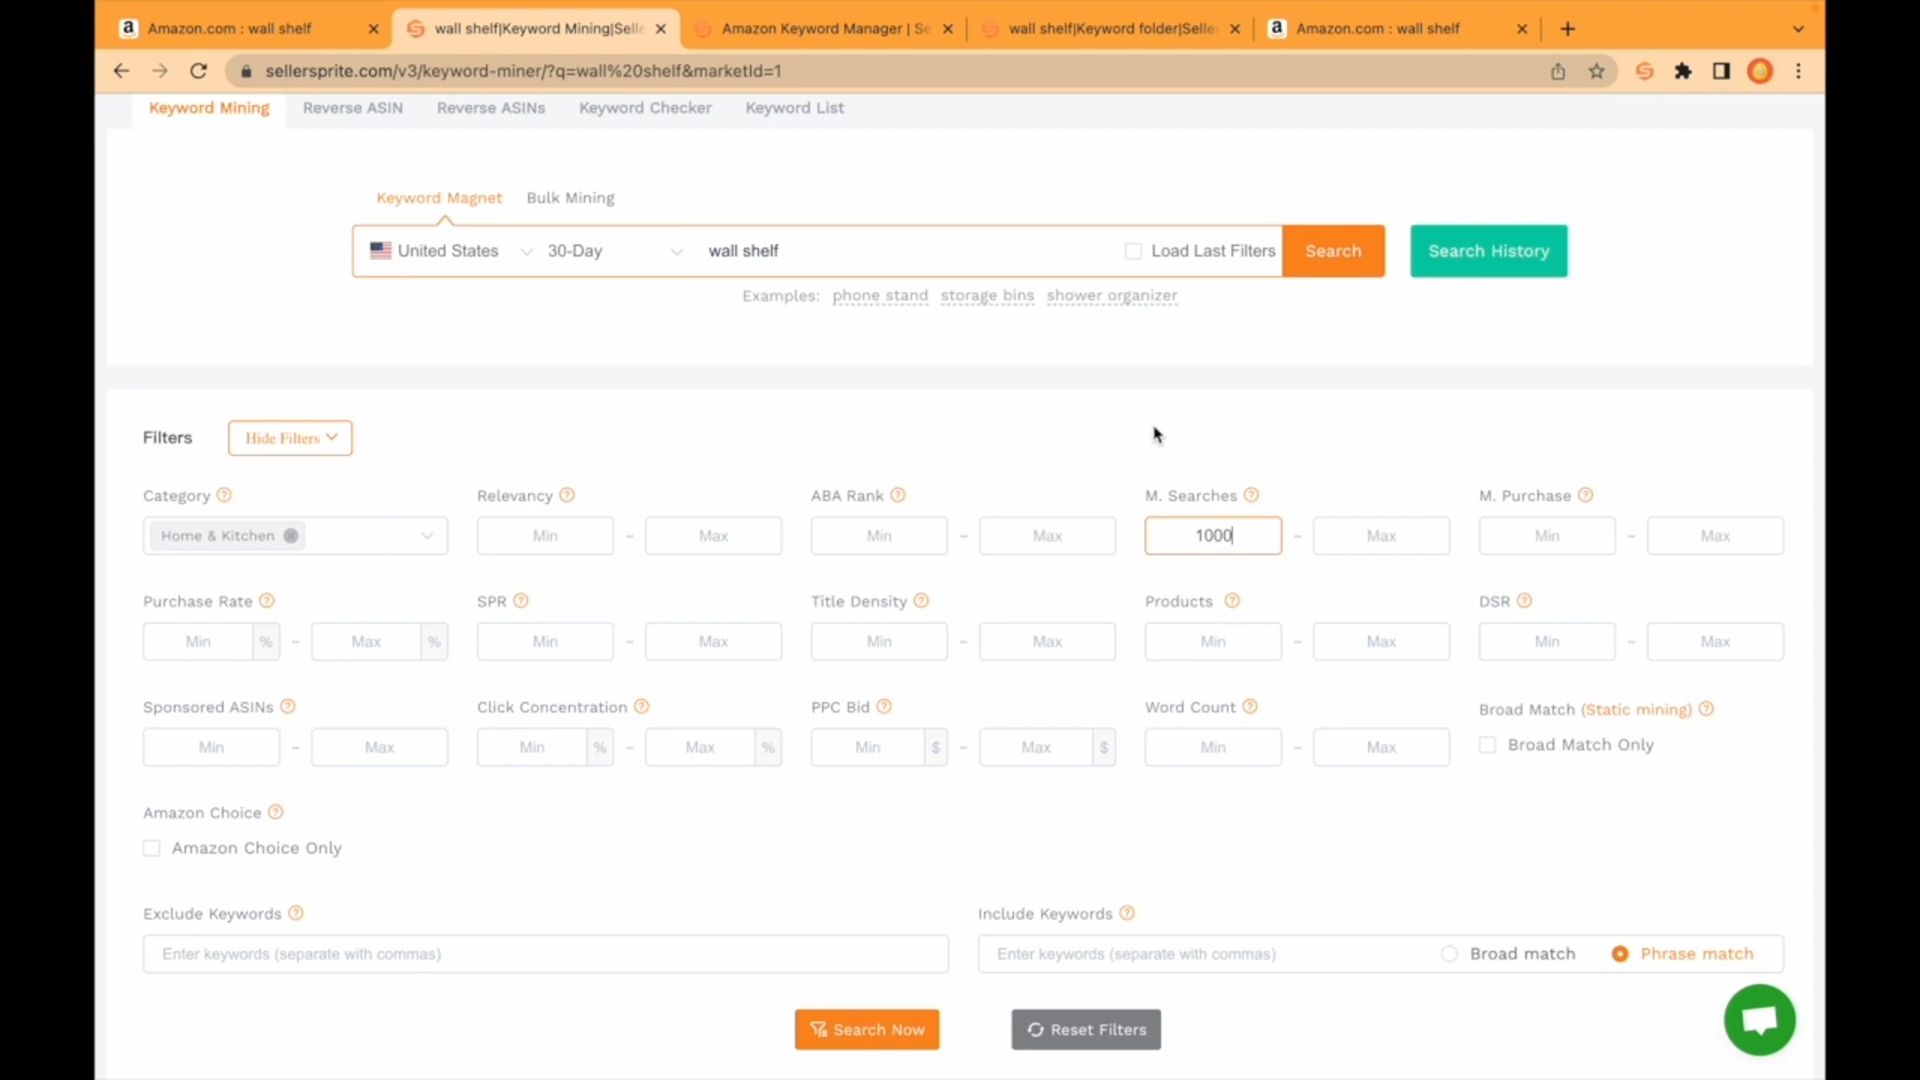 Amazon.com : wall shelf
wall shelf|Keyword Mining|Selle
Amazon Keyword Manager | Se
wall shelf|Keyword folder|Selle
Amazon.com : wall shelf
sellersprite.com/v3/keyword-miner/?q=wall%20shelf&marketId=1
Keyword Mining Reverse ASIN Reverse ASINs Keyword Checker Keyword List
Keyword Magnet Bulk Mining
United States 30-Day wall shelf Load Last Filters Search Search History
Examples: phone stand storage bins shower organizer
Filters Hide Filters
Category Relevancy ABA Rank M. Searches M. Purchase
Home & Kitchen Min ~ Max Min ~ Max 1000 ~ Max Min ~ Max
Purchase Rate SPR Title Density Products DSR
Min % ~ Max % Min ~ Max Min ~ Max Min ~ Max Min ~ Max
Sponsored ASINs Click Concentration PPC Bid Word Count Broad Match (Static mining)
Min ~ Max Min % ~ Max % Min $ ~ Max $ Min ~ Max Broad Match Only
Amazon Choice
Amazon Choice Only
Exclude Keywords Include Keywords
Enter keywords (separate with commas) Enter keywords (separate with commas) Broad match Phrase match
Search Now Reset Filters